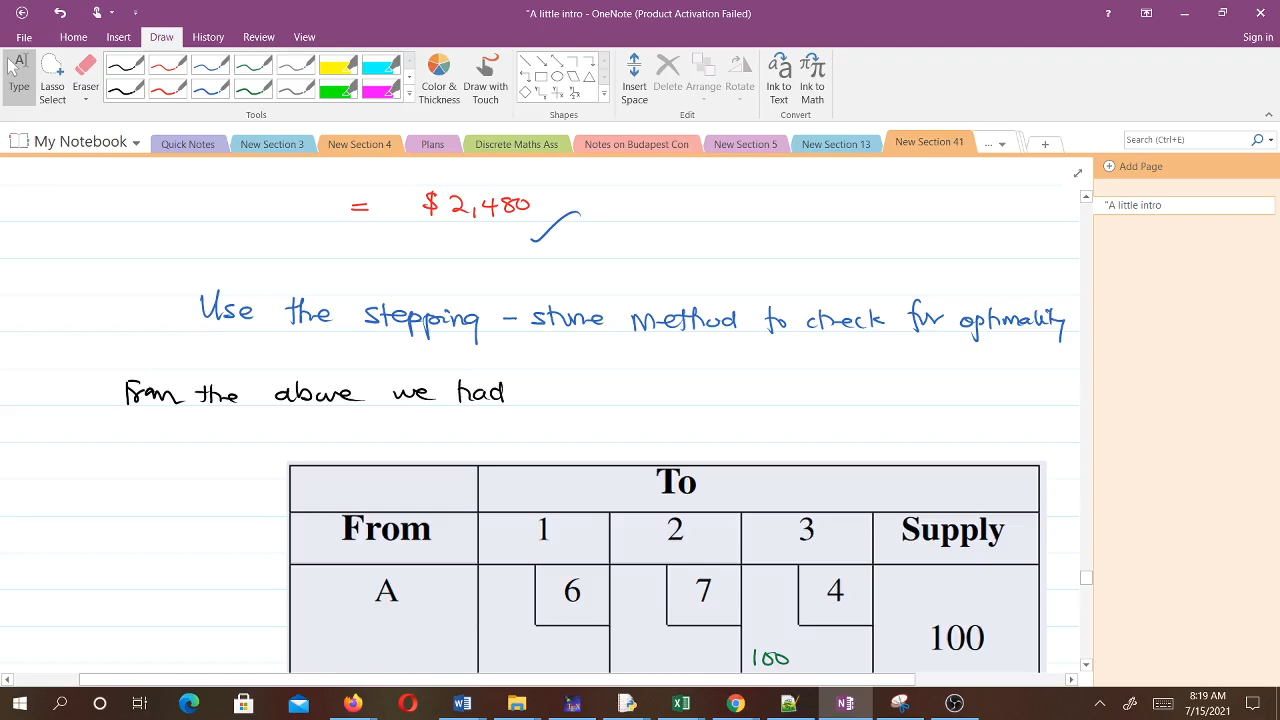 "A little intro - OneNote (Product Activation Failed)
File Home Insert Draw History Review View Sign in
Type Lasso Select Eraser Color & Thickness Draw with Touch Insert Space Delete Arrange Rotate Ink to Text Ink to Math
Tools Shapes Edit Convert
My Notebook Quick Notes New Section 3 New Section 4 Plans Discrete Maths Ass Notes on Budapest Con New Section 5 New Section 13 New Section 41 ... Search (Ctrl+E)
Add Page
"A little intro
= $ 2,480
Use the stepping - stone method to check for optimality
From the above we had
To
From 1 2 3 Supply
A 6 7 4
100
100
8:19 AM
7/15/2021